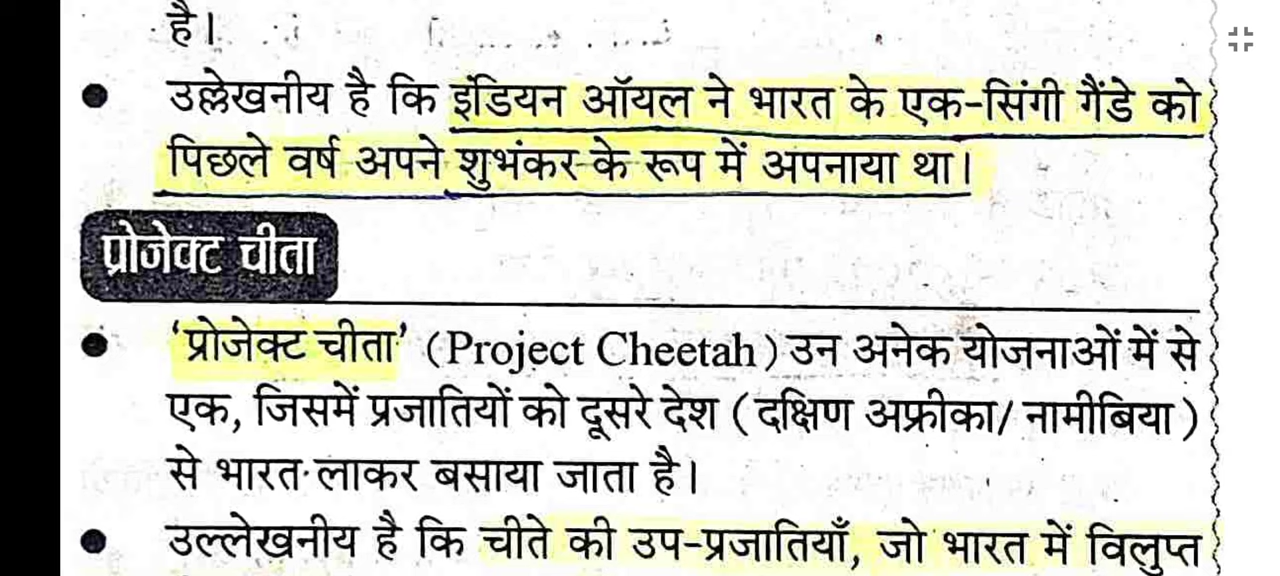 है।
उल्लेखनीय है कि इंडियन ऑयल ने भारत के एक-सिंगी गैंडे को
पिछले वर्ष अपने शुभंकर के रूप में अपनाया था।
प्रोजेक्ट चीता
‘प्रोजेक्ट चीता’ (Project Cheetah) उन अनेक योजनाओं में से
एक, जिसमें प्रजातियों को दूसरे देश (दक्षिण अफ्रीका/ नामीबिया)
से भारत लाकर बसाया जाता है।
उल्लेखनीय है कि चीते की उप-प्रजातियाँ, जो भारत में विलुप्त